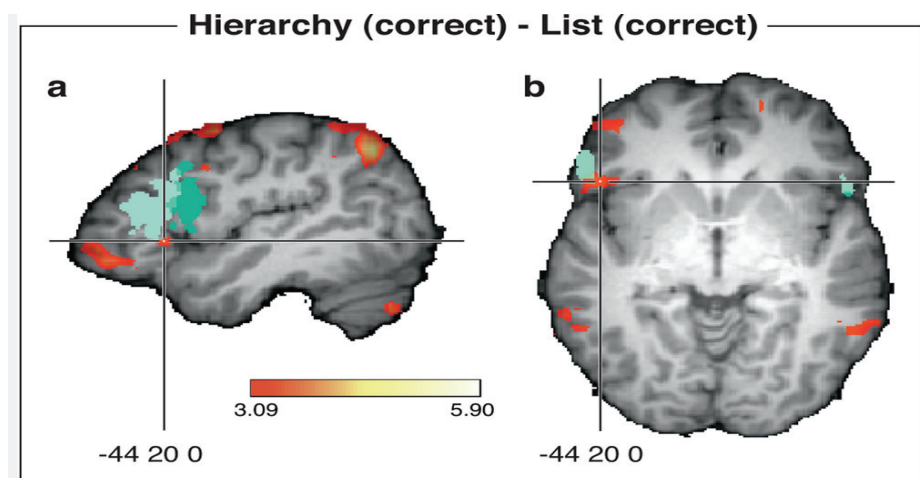 Hierarchy (correct) - List (correct)
a
b
3.09
5.90
-44 20 0
-44 20 0